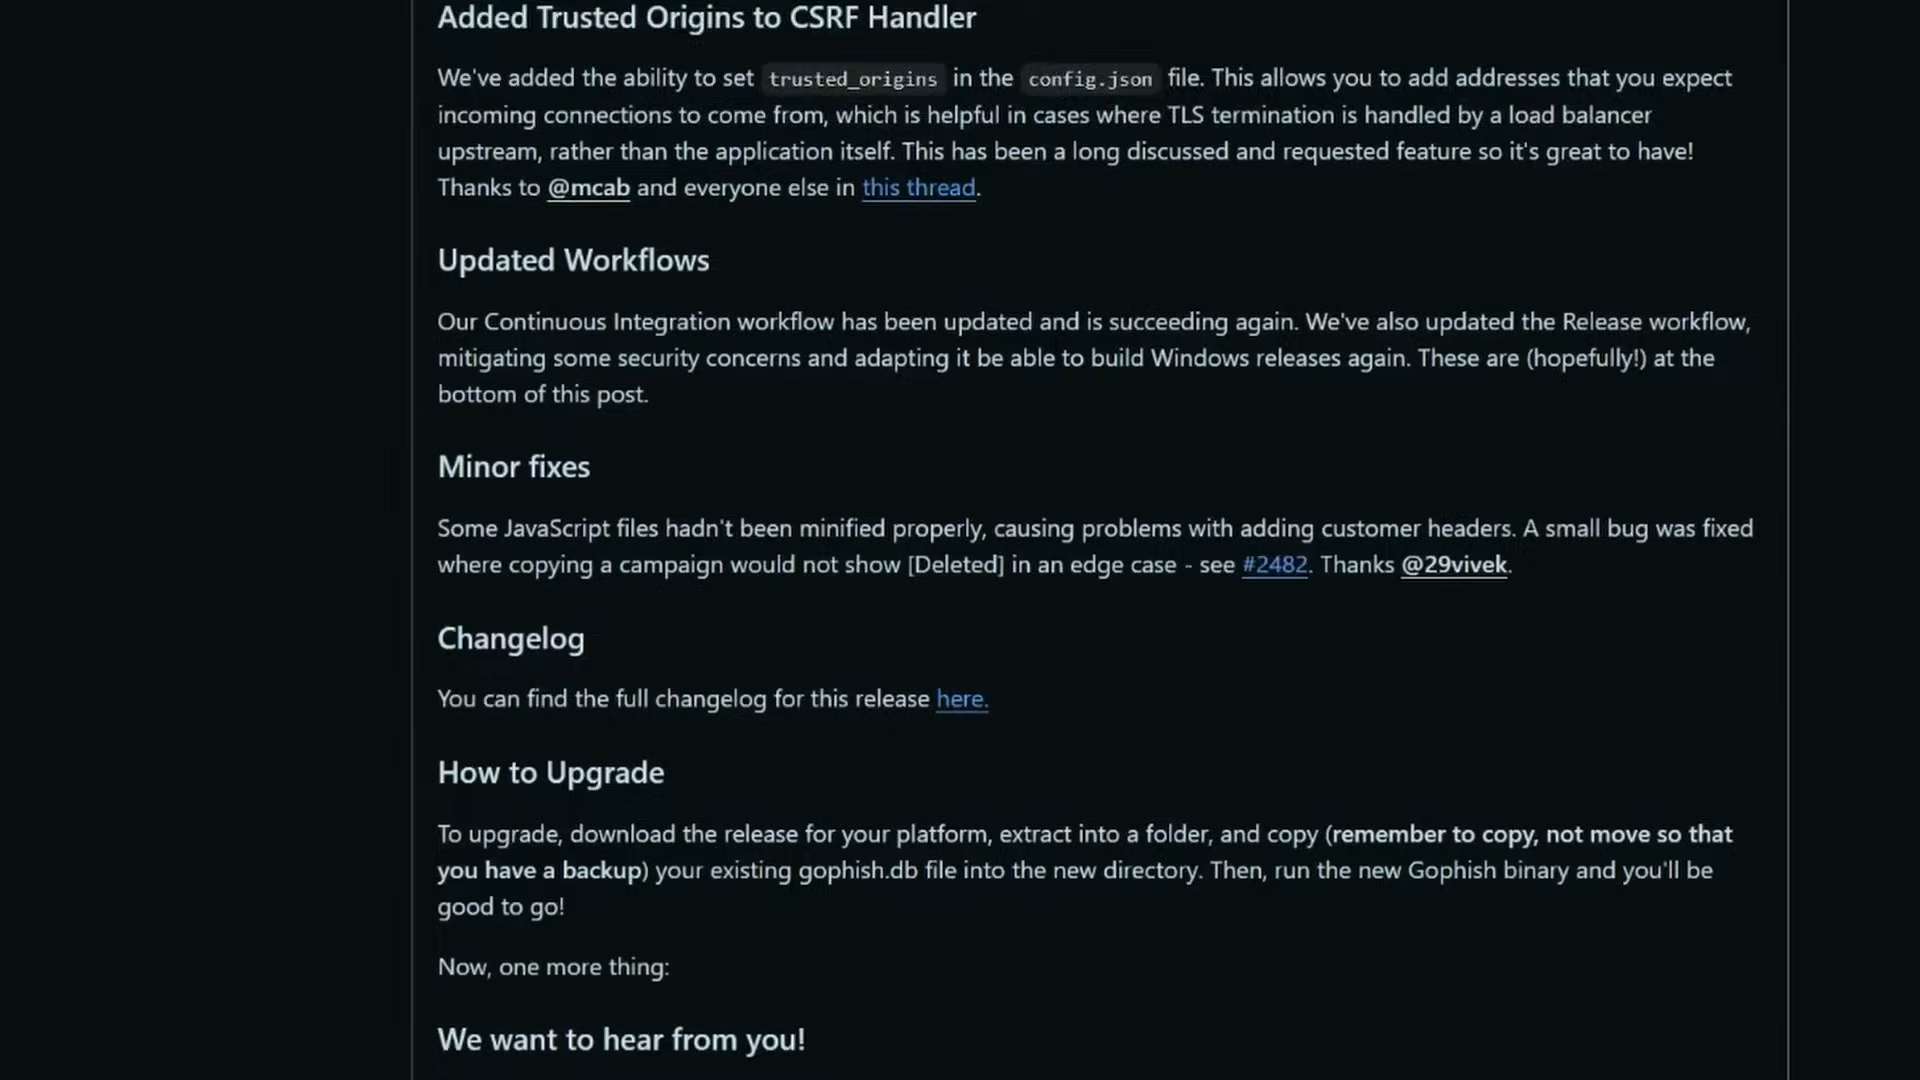 Added Trusted Origins to CSRF Handler
We've added the ability to set trusted_origins in the config.json file. This allows you to add addresses that you expect
incoming connections to come from, which is helpful in cases where TLS termination is handled by a load balancer
upstream, rather than the application itself. This has been a long discussed and requested feature so it's great to have!
Thanks to @mcab and everyone else in this thread.
Updated Workflows
Our Continuous Integration workflow has been updated and is succeeding again. We've also updated the Release workflow,
mitigating some security concerns and adapting it be able to build Windows releases again. These are (hopefully!) at the
bottom of this post.
Minor fixes
Some JavaScript files hadn't been minified properly, causing problems with adding customer headers. A small bug was fixed
where copying a campaign would not show [Deleted] in an edge case - see #2482. Thanks @29vivek.
Changelog
You can find the full changelog for this release here.
How to Upgrade
To upgrade, download the release for your platform, extract into a folder, and copy (remember to copy, not move so that
you have a backup) your existing gophish.db file into the new directory. Then, run the new Gophish binary and you'll be
good to go!
Now, one more thing:
We want to hear from you!